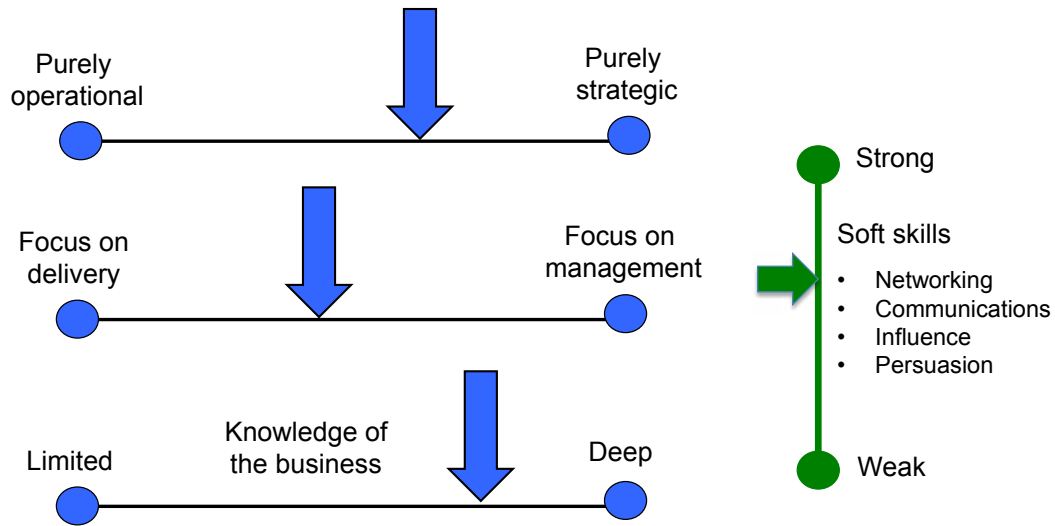 Purely
operational
Purely
strategic
Focus on
delivery
Focus on
management
Limited
Knowledge of
the business
Deep
Strong
Soft skills
• Networking
• Communications
• Influence
• Persuasion
Weak